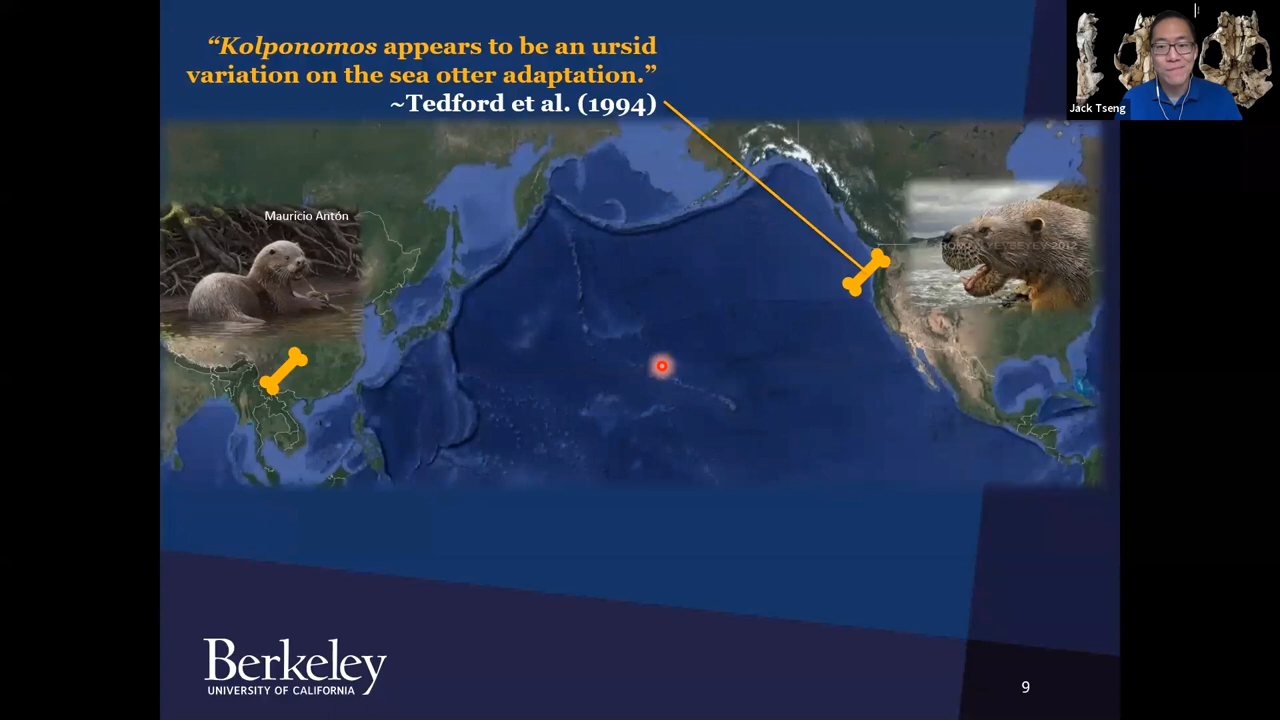 “Kolponomos appears to be an ursid
variation on the sea otter adaptation.”
~Tedford et al. (1994)
Jack Tseng
Mauricio Antón
2012
Berkeley
UNIVERSITY OF CALIFORNIA
9